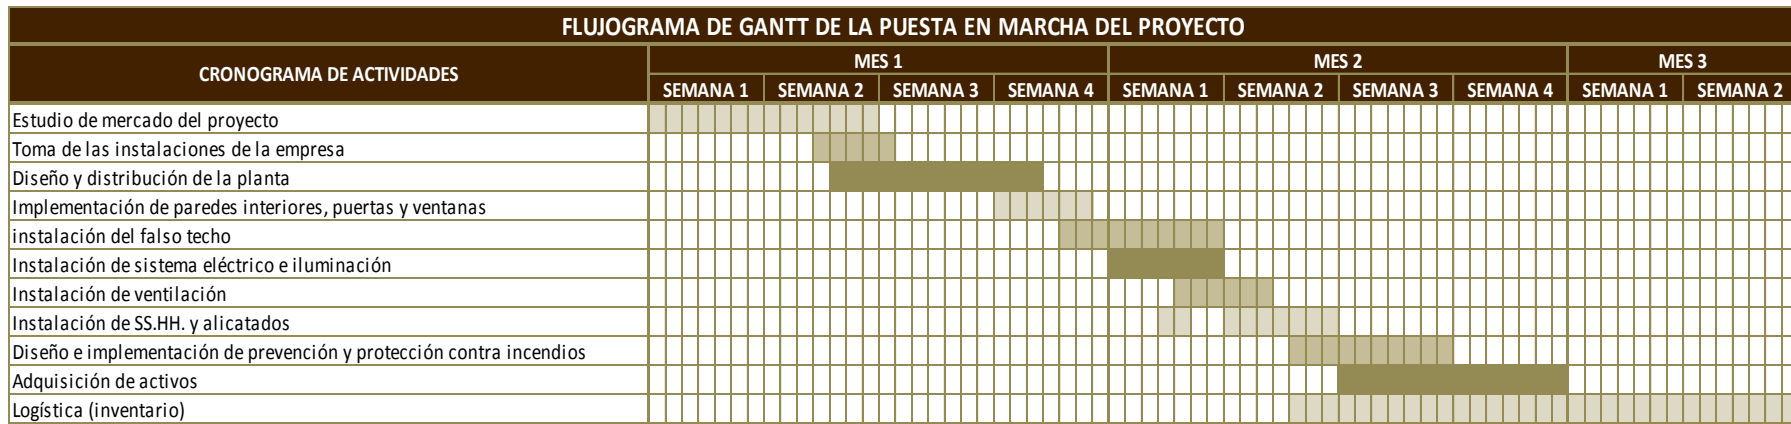 FLUJOGRAMA DE GANTT DE LA PUESTA EN MARCHA DEL PROYECTO
CRONOGRAMA DE ACTIVIDADES
MES 1 MES 2 MES 3
SEMANA 1 SEMANA 2 SEMANA 3 SEMANA 4 SEMANA 1 SEMANA 2 SEMANA 3 SEMANA 4 SEMANA 1 SEMANA 2
Estudio de mercado del proyecto
Toma de las instalaciones de la empresa
Diseño y distribución de la planta
Implementación de paredes interiores, puertas y ventanas
instalación del falso techo
Instalación de sistema eléctrico e iluminación
Instalación de ventilación
Instalación de SS.HH. y alicatados
Diseño e implementación de prevención y protección contra incendios
Adquisición de activos
Logística (inventario)